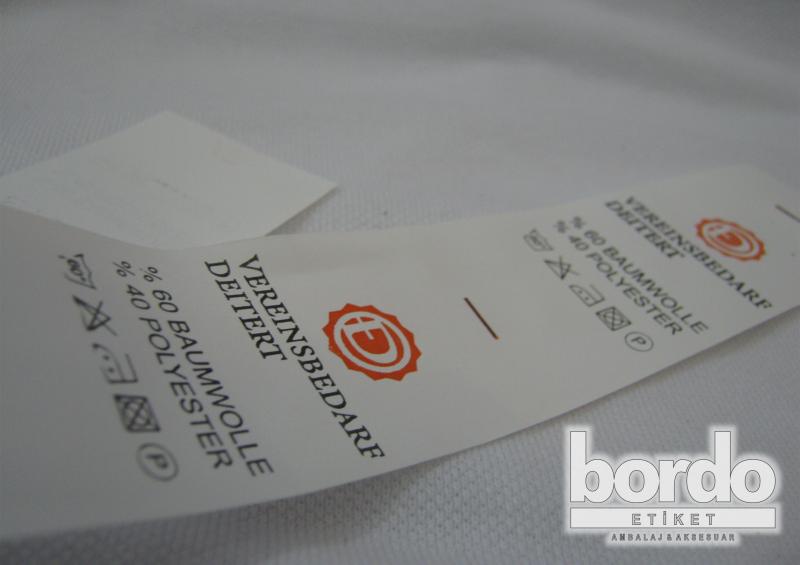 VEREINSBEDARF
DEITERT
% 60 BAUMWOLLE
% 40 POLYESTER
P
VEREINSBEDARF
DEITERT
% 60 BAUMWOLLE
% 40 POLYESTER
P
bordo
ETİKET
AMBALAJ & AKSESUAR